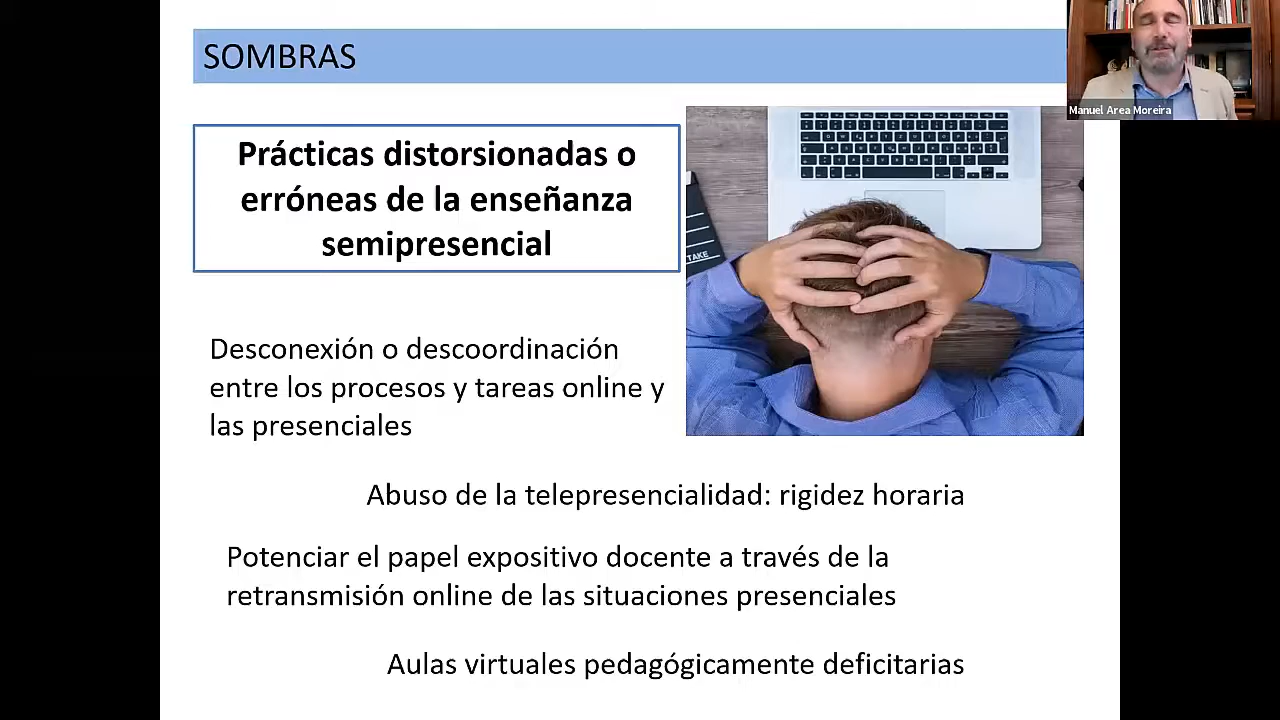 SOMBRAS
Manuel Area Moreira
Prácticas distorsionadas o
erróneas de la enseñanza
semipresencial
TAKE
Desconexión o descoordinación
entre los procesos y tareas online y
las presenciales
Abuso de la telepresencialidad: rigidez horaria
Potenciar el papel expositivo docente a través de la
retransmisión online de las situaciones presenciales
Aulas virtuales pedagógicamente deficitarias